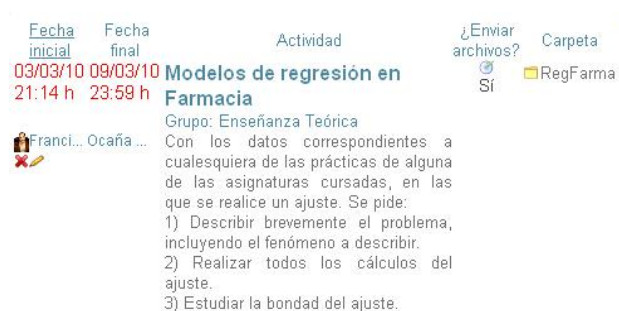 Fecha inicial Fecha final Actividad ¿Enviar archivos? Carpeta
03/03/10 21:14 h
09/03/10 23:59 h
Franci... Ocaña ...
Modelos de regresión en
Farmacia
Grupo: Enseñanza Teórica
Con los datos correspondientes a
cualesquiera de las prácticas de alguna
de las asignaturas cursadas, en las
que se realice un ajuste. Se pide:
1) Describir brevemente el problema,
incluyendo el fenómeno a describir.
2) Realizar todos los cálculos del
ajuste.
3) Estudiar la bondad del ajuste.
Sí
RegFarma